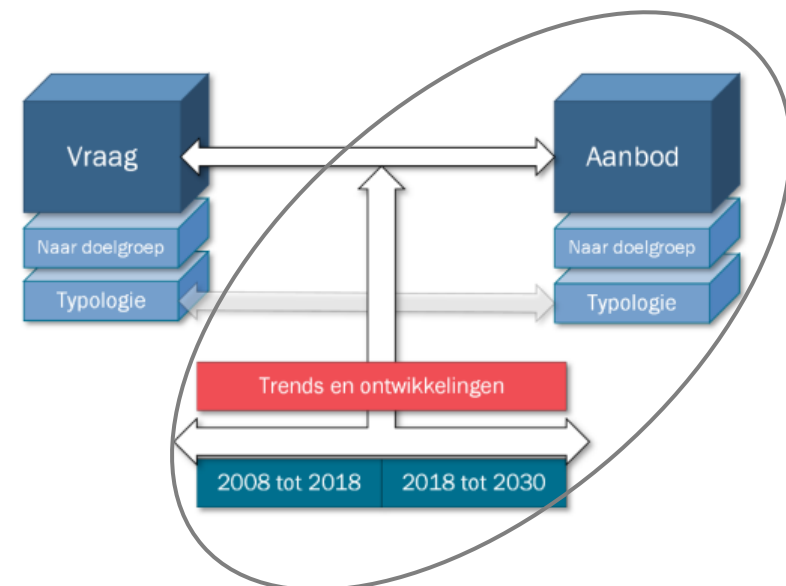 Vraag
Aanbod
Naar doelgroep
Naar doelgroep
Typologie
Typologie
Trends en ontwikkelingen
2008 tot 2018
2018 tot 2030